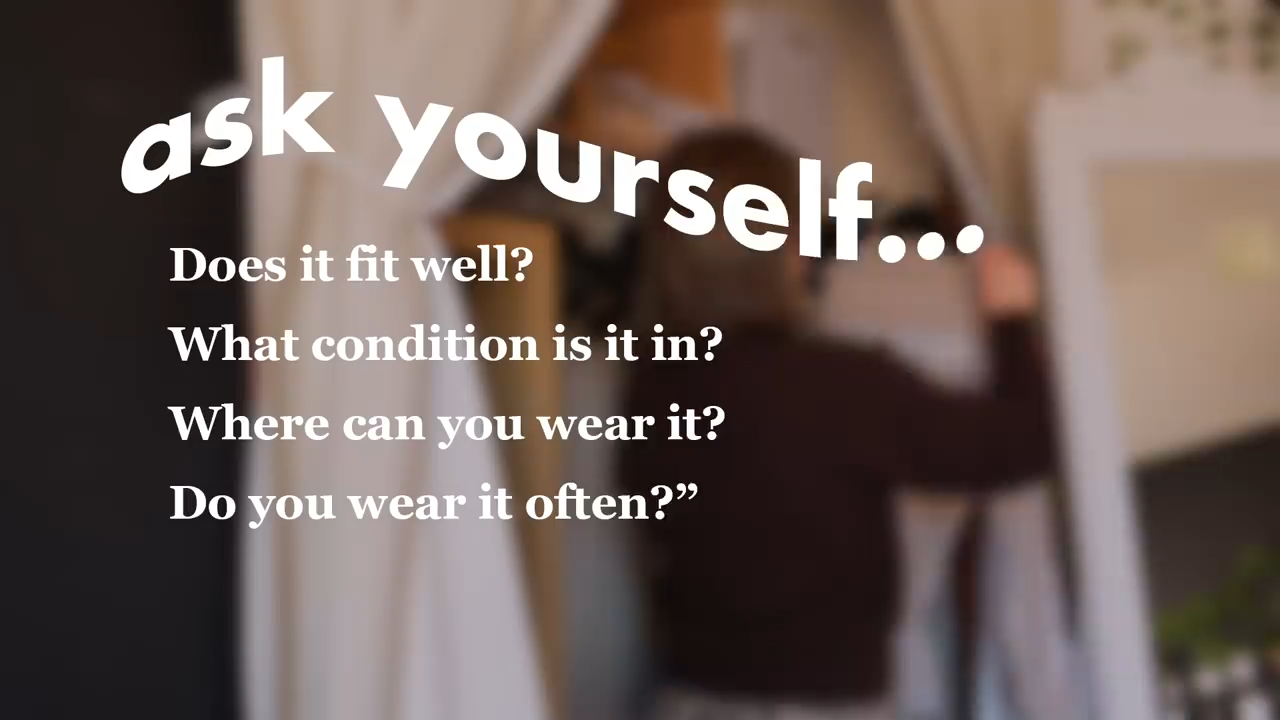 ask yourself...
Does it fit well?
What condition is it in?
Where can you wear it?
Do you wear it often?”